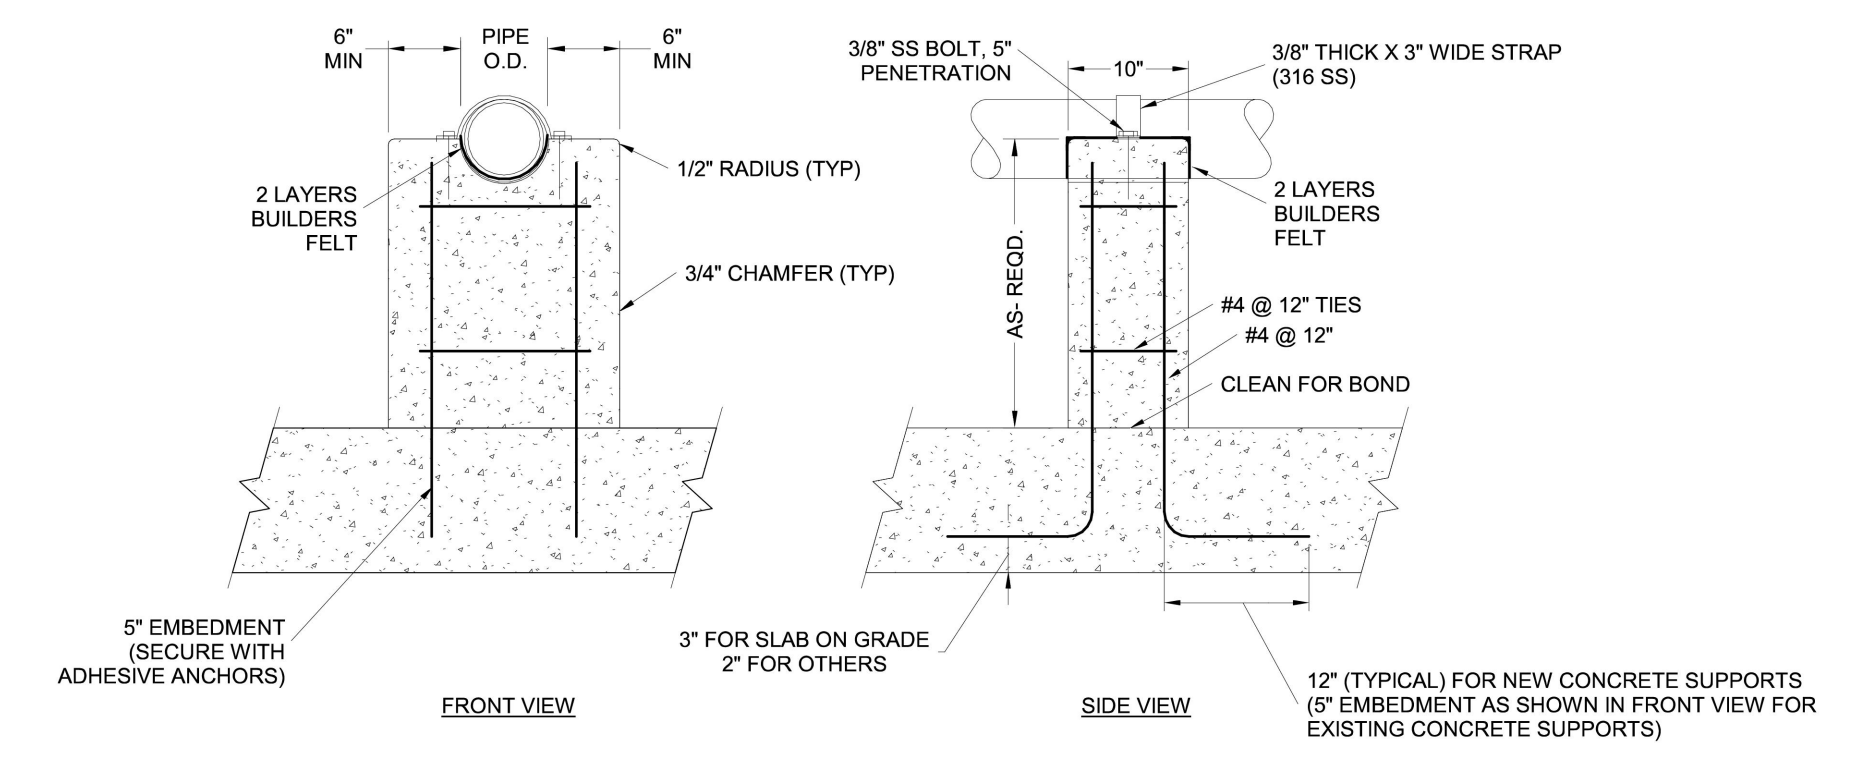 6"
MIN
PIPE
O.D.
6"
MIN
2 LAYERS
BUILDERS
FELT
1/2" RADIUS (TYP)
3/4" CHAMFER (TYP)
5" EMBEDMENT
(SECURE WITH
ADHESIVE ANCHORS)
FRONT VIEW
3/8" SS BOLT, 5"
PENETRATION
10"
3/8" THICK X 3" WIDE STRAP
(316 SS)
2 LAYERS
BUILDERS
FELT
AS- REQD.
#4 @ 12" TIES
#4 @ 12"
CLEAN FOR BOND
3" FOR SLAB ON GRADE
2" FOR OTHERS
SIDE VIEW
12" (TYPICAL) FOR NEW CONCRETE SUPPORTS
(5" EMBEDMENT AS SHOWN IN FRONT VIEW FOR
EXISTING CONCRETE SUPPORTS)